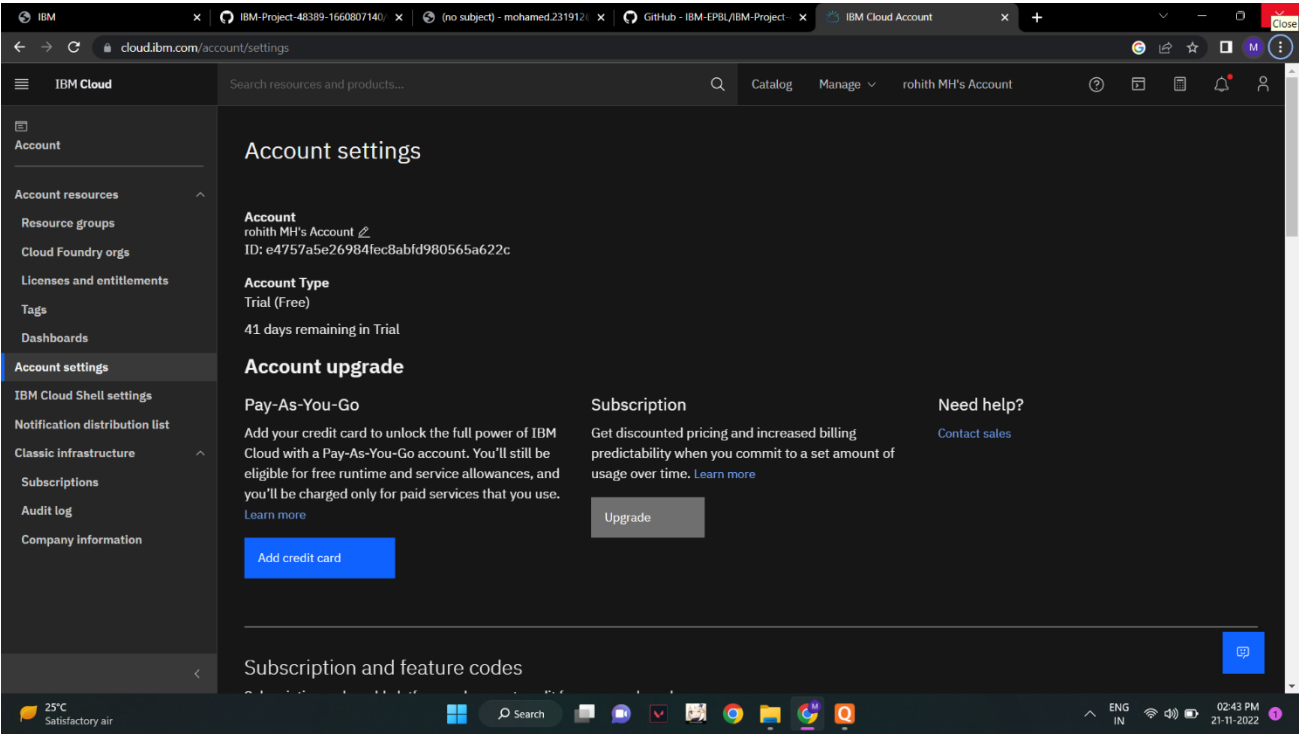 IBM
IBM-Project-48389-1660807140/
(no subject) - mohamed.231912
GitHub - IBM-EPBL/IBM-Project-
IBM Cloud Account
Close
cloud.ibm.com/account/settings
M
IBM Cloud
Search resources and products...
Catalog
Manage
rohith MH's Account
Account
Account resources
Resource groups
Cloud Foundry orgs
Licenses and entitlements
Tags
Dashboards
Account settings
IBM Cloud Shell settings
Notification distribution list
Classic infrastructure
Subscriptions
Audit log
Company information
Account settings
Account
rohith MH's Account
ID: e4757a5e26984fec8abfd980565a622c
Account Type
Trial (Free)
41 days remaining in Trial
Account upgrade
Pay-As-You-Go
Add your credit card to unlock the full power of IBM
Cloud with a Pay-As-You-Go account. You'll still be
eligible for free runtime and service allowances, and
you'll be charged only for paid services that you use.
Learn more
Add credit card
Subscription
Get discounted pricing and increased billing
predictability when you commit to a set amount of
usage over time. Learn more
Upgrade
Need help?
Contact sales
Subscription and feature codes
25°C
Satisfactory air
Search
ENG
IN
02:43 PM
21-11-2022
1